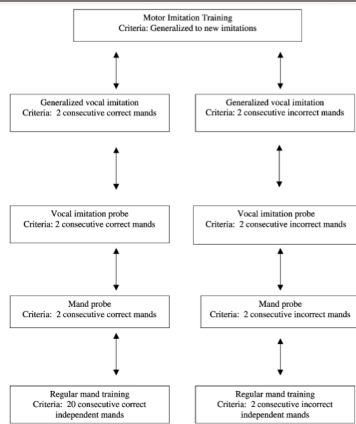 Motor Imitation Training
Criteria: Generalized to new imitations
Generalized vocal imitation
Criteria: 2 consecutive correct mands
Generalized vocal imitation
Criteria: 2 consecutive incorrect mands
Vocal imitation probe
Criteria: 2 consecutive correct mands
Vocal imitation probe
Criteria: 2 consecutive incorrect mands
Mand probe
Criteria: 2 consecutive correct mands
Mand probe
Criteria: 2 consecutive incorrect mands
Regular mand training
Criteria: 20 consecutive correct
independent mands
Regular mand training
Criteria: 2 consecutive incorrect
independent mands